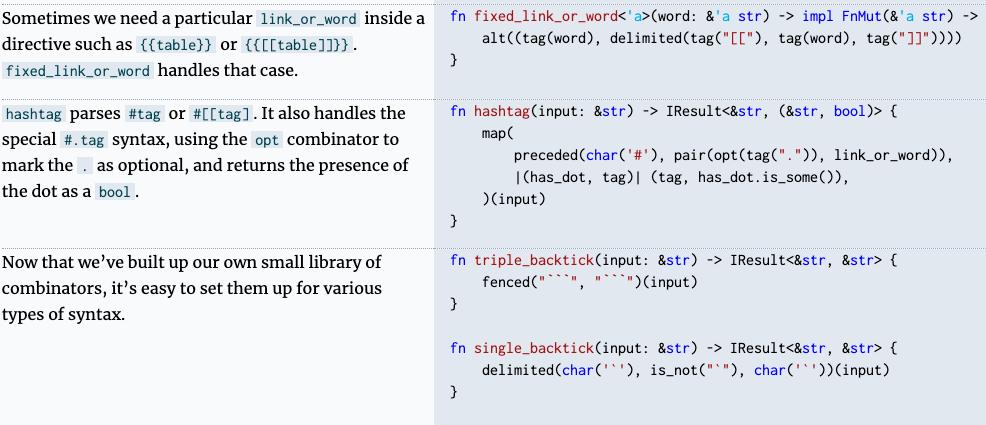 Sometimes we need a particular link_or_word inside a
directive such as {{table}} or {{[[table]]}}.
fixed_link_or_word handles that case.
fn fixed_link_or_word<'a>(word: &'a str) -> impl FnMut(&'a str) ->
alt((tag(word), delimited(tag("[["), tag(word), tag("]]"))))
}
hashtag parses #tag or #[[tag]. It also handles the
special #.tag syntax, using the opt combinator to
mark the . as optional, and returns the presence of
the dot as a bool.
fn hashtag(input: &str) -> IResult<&str, (&str, bool)> {
map(
preceded(char('#'), pair(opt(tag(".")), link_or_word)),
|(has_dot, tag)| (tag, has_dot.is_some()),
)(input)
}
Now that we've built up our own small library of
combinators, it's easy to set them up for various
types of syntax.
fn triple_backtick(input: &str) -> IResult<&str, &str> {
fenced("```", "```")(input)
}
fn single_backtick(input: &str) -> IResult<&str, &str> {
delimited(char('`'), is_not("`"), char('`'))(input)
}